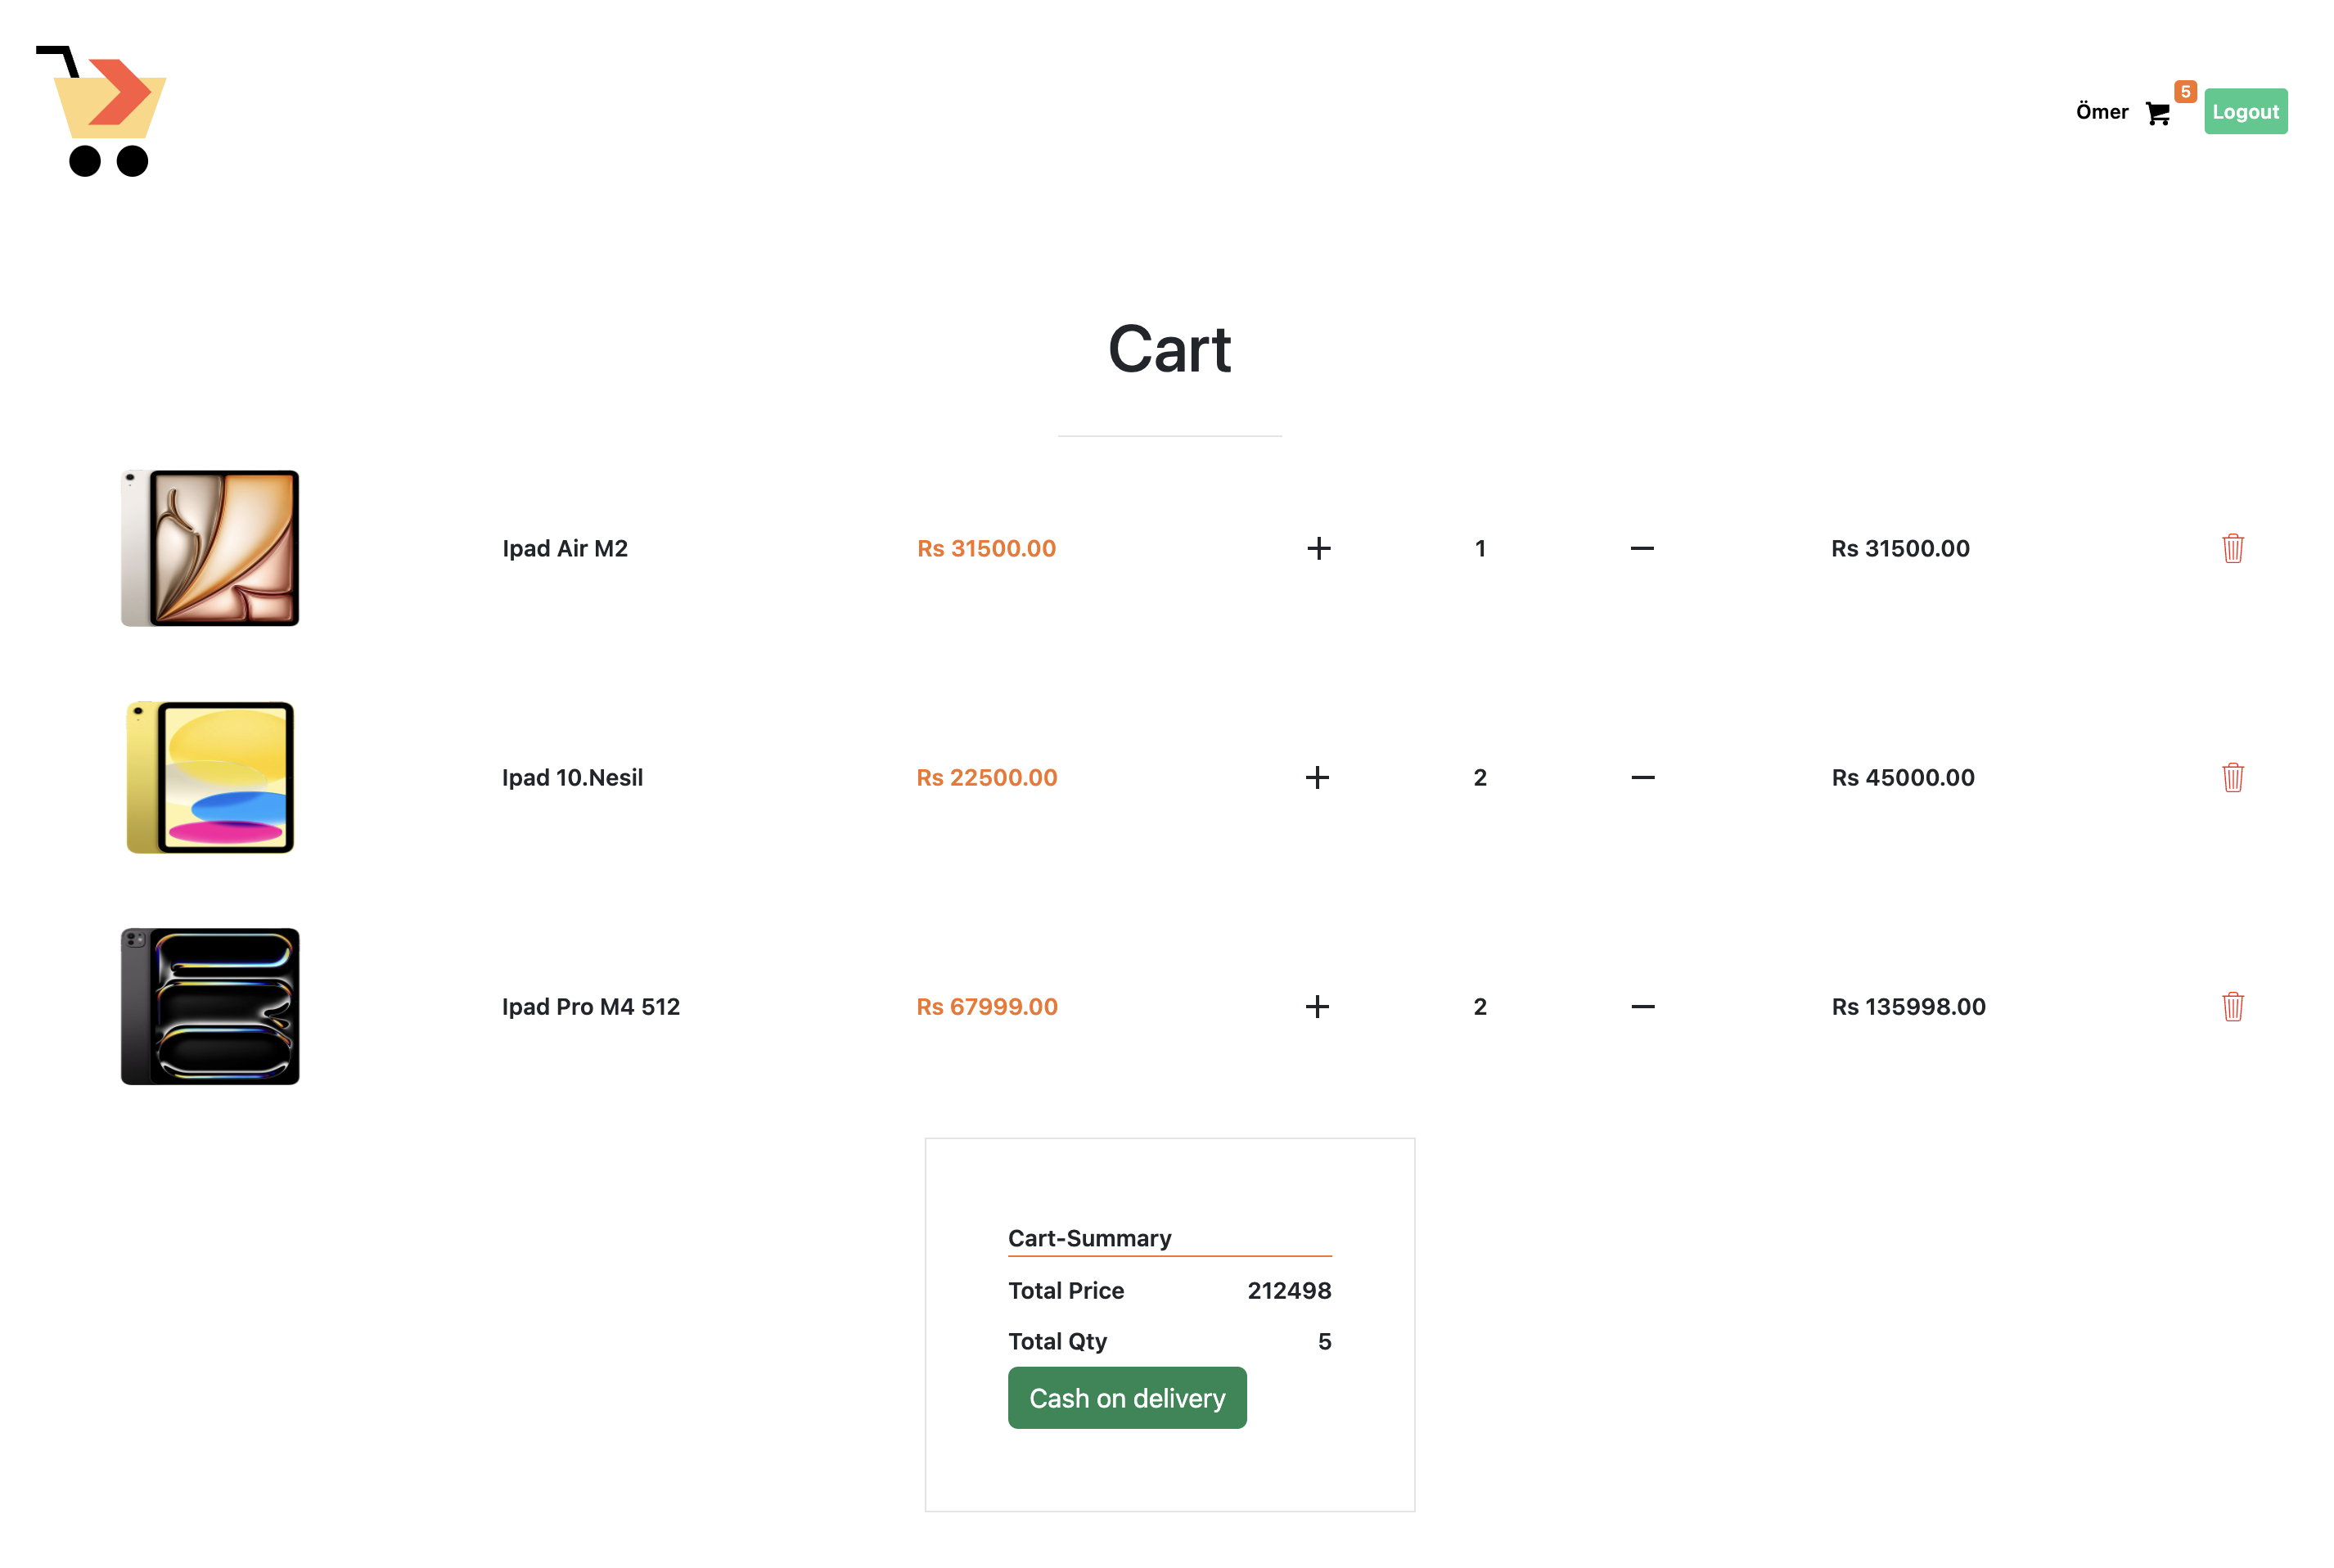 Ömer 5 Logout
Cart
Ipad Air M2 Rs 31500.00 + 1 − Rs 31500.00
Ipad 10.Nesil Rs 22500.00 + 2 − Rs 45000.00
Ipad Pro M4 512 Rs 67999.00 + 2 − Rs 135998.00
Cart-Summary
Total Price 212498
Total Qty 5
Cash on delivery